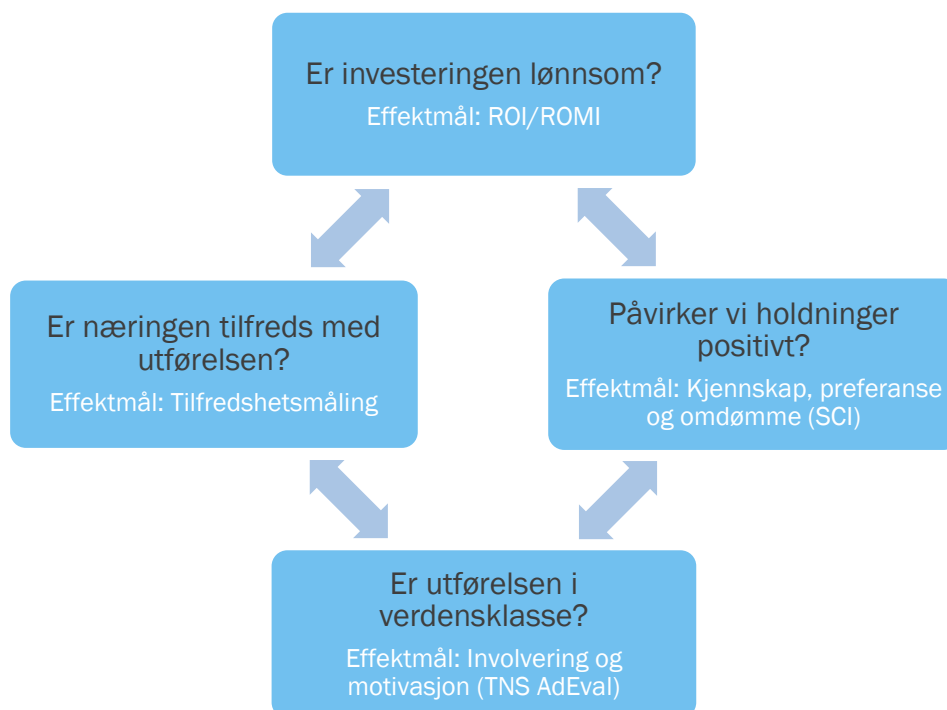 Er investeringen lønnsom?
Effektmål: ROI/ROMI
Er næringen tilfreds med
utførelsen?
Effektmål: Tilfredshetsmåling
Påvirker vi holdninger
positivt?
Effektmål: Kjennskap, preferanse
og omdømme (SCI)
Er utførelsen i
verdensklasse?
Effektmål: Involvering og
motivasjon (TNS AdEval)